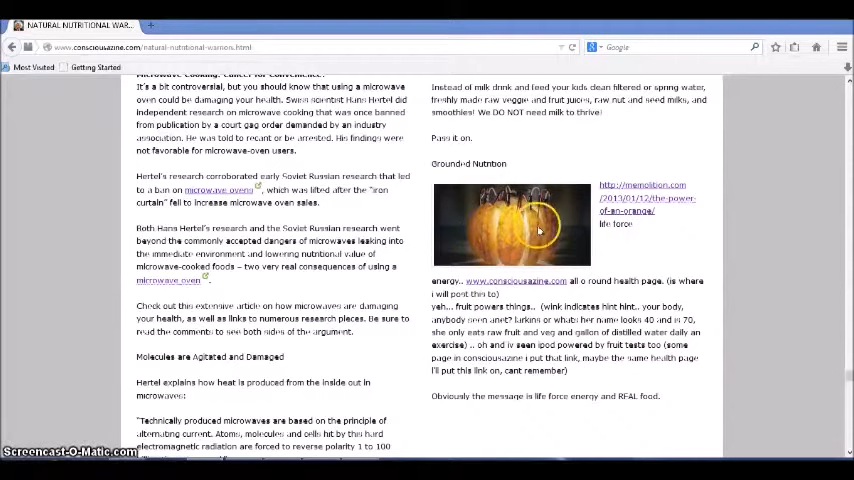 NATURAL NUTRITIONAL WAR...
www.consciousazine.com/natural-nutritional-warriors.html
Google
Most Visited
Getting Started
Microwave Cooking: Cancer for Convenience?
It's a bit controversial, but you should know that using a microwave
oven could be damaging your health. Swiss scientist Hans Hertel did
independent research on microwave cooking that was once banned
from publication by a court gag order demanded by an industry
association. He was told to recant or be arrested. His findings were
not favorable for microwave-oven users.
Hertel's research corroborated early Soviet Russian research that led
to a ban on microwave ovens, which was lifted after the "iron
curtain" fell to increase microwave oven sales.
Both Hans Hertel's research and the Soviet Russian research went
beyond the commonly accepted dangers of microwaves leaking into
the immediate environment and lowering nutritional value of
microwave-cooked foods – two very real consequences of using a
microwave oven.
Check out this extensive article on how microwaves are damaging
your health, as well as links to numerous research pieces. Be sure to
read the comments to see both sides of the argument.
Molecules are Agitated and Damaged
Hertel explains how heat is produced from the inside out in
microwaves:
"Technically produced microwaves are based on the principle of
alternating current. Atoms, molecules and cells hit by this hard
electromagnetic radiation are forced to reverse polarity 1 to 100
Instead of milk drink and feed your kids clean filtered or spring water,
freshly made raw veggie and fruit juices, raw nut and seed milks, and
smoothies! We DO NOT need milk to thrive!
Pass it on.
Grounded Nutrition
http://memolition.com
/2013/01/12/the-power-
of-an-orange/
life force
energy.. www.consciousazine.com all o round health page. (is where
i will post this to)
yeh... fruit powers things.. (wink indicates hint hint.. your body,
anybody seen anet? larkins or whats her name looks 40 and is 70,
she only eats raw fruit and veg and gallon of distilled water daily an
exercise) .. oh and iv seen ipod powered by fruit tests too (some
page in consciousazine i put that link, maybe the same health page
I'll put this link on, cant remember)
Obviously the message is life force energy and REAL food.
Screencast-O-Matic.com